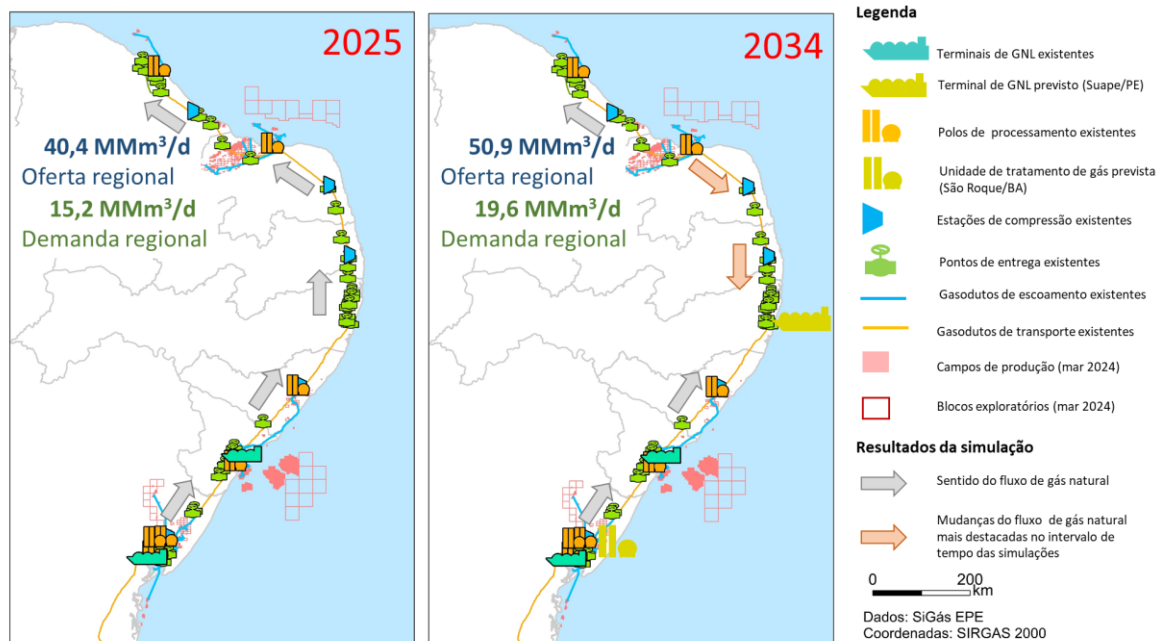 2025
40,4 MMm³/d
Oferta regional
15,2 MMm³/d
Demanda regional
2034
50,9 MMm³/d
Oferta regional
19,6 MMm³/d
Demanda regional
Legenda
Terminais de GNL existentes
Terminal de GNL previsto (Suape/PE)
Polos de processamento existentes
Unidade de tratamento de gás prevista
(São Roque/BA)
Estações de compressão existentes
Pontos de entrega existentes
Gasodutos de escoamento existentes
Gasodutos de transporte existentes
Campos de produção (mar 2024)
Blocos exploratórios (mar 2024)
Resultados da simulação
Sentido do fluxo de gás natural
Mudanças do fluxo de gás natural
mais destacadas no intervalo de
tempo das simulações
0 200
km
Dados: SiGás EPE
Coordenadas: SIRGAS 2000